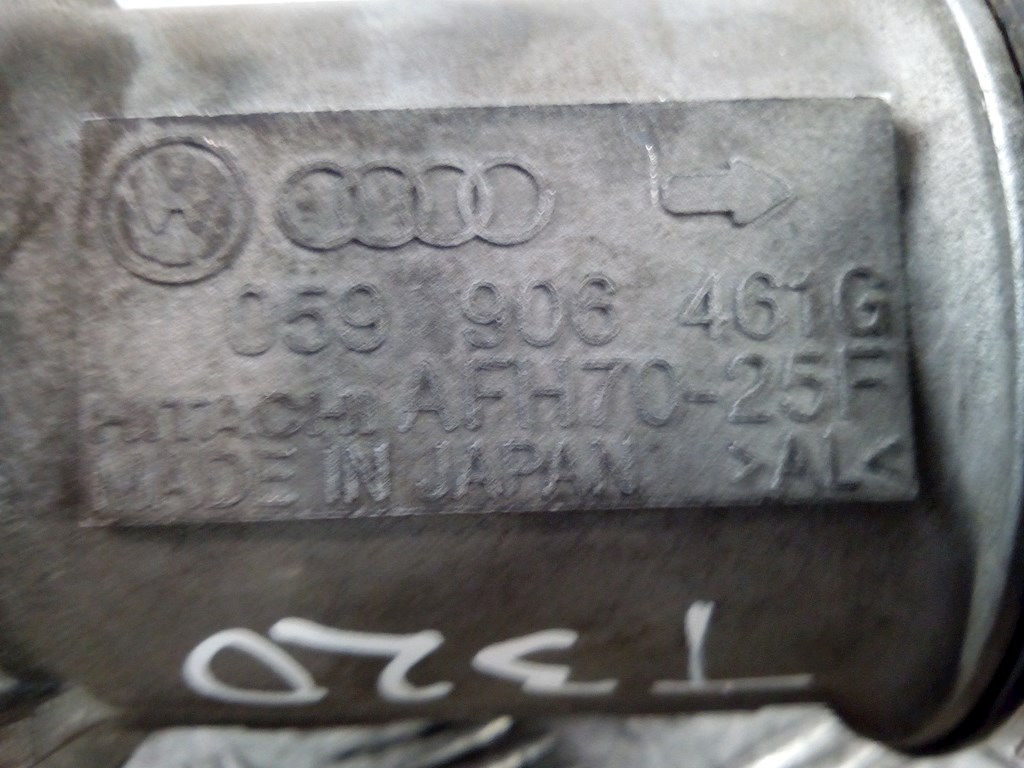 059 906 461G
HITACHI AFH70-25F
MADE IN JAPAN >AL<
T320